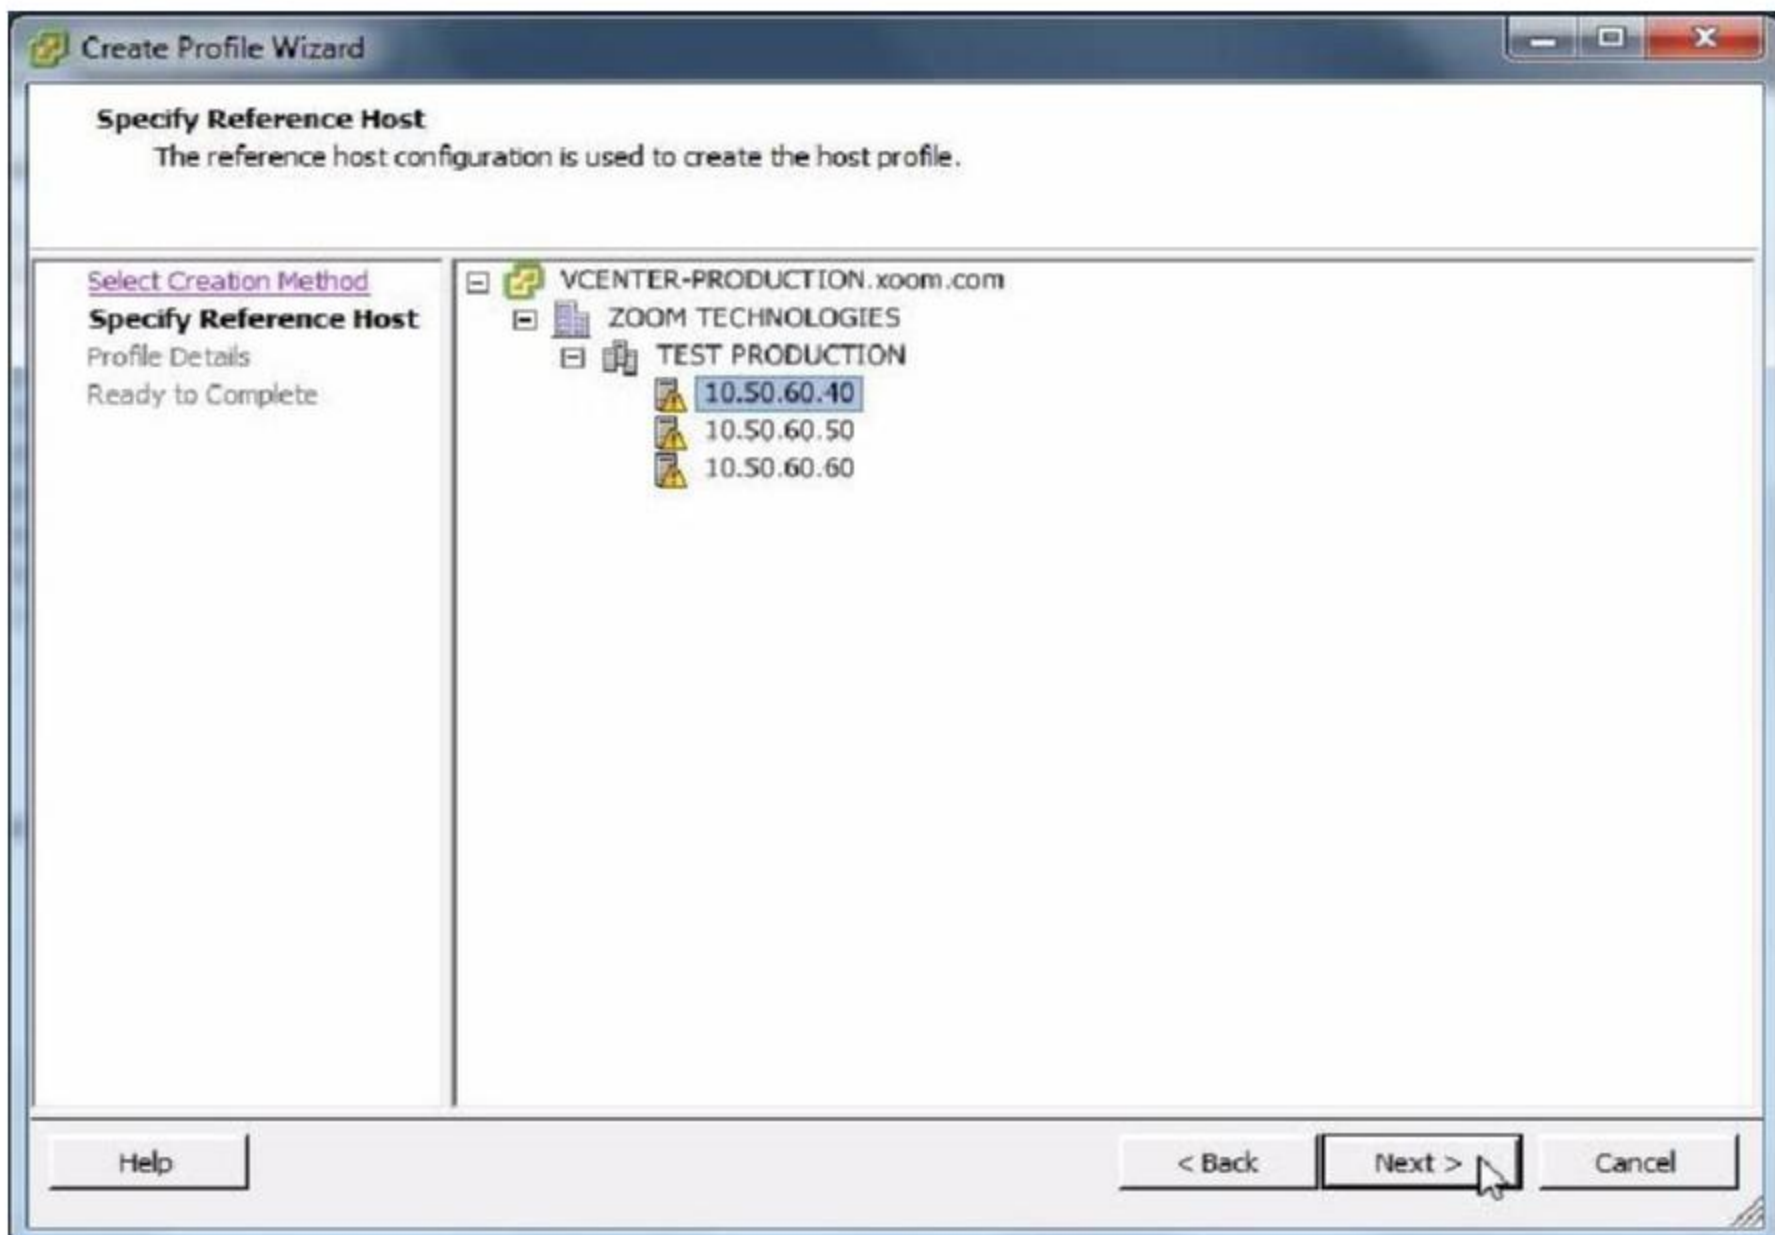 Create Profile Wizard
Specify Reference Host
The reference host configuration is used to create the host profile.
Select Creation Method
Specify Reference Host
Profile Details
Ready to Complete
VCENTER-PRODUCTION.xoom.com
ZOOM TECHNOLOGIES
TEST PRODUCTION
10.50.60.40
10.50.60.50
10.50.60.60
Help
< Back
Next >
Cancel